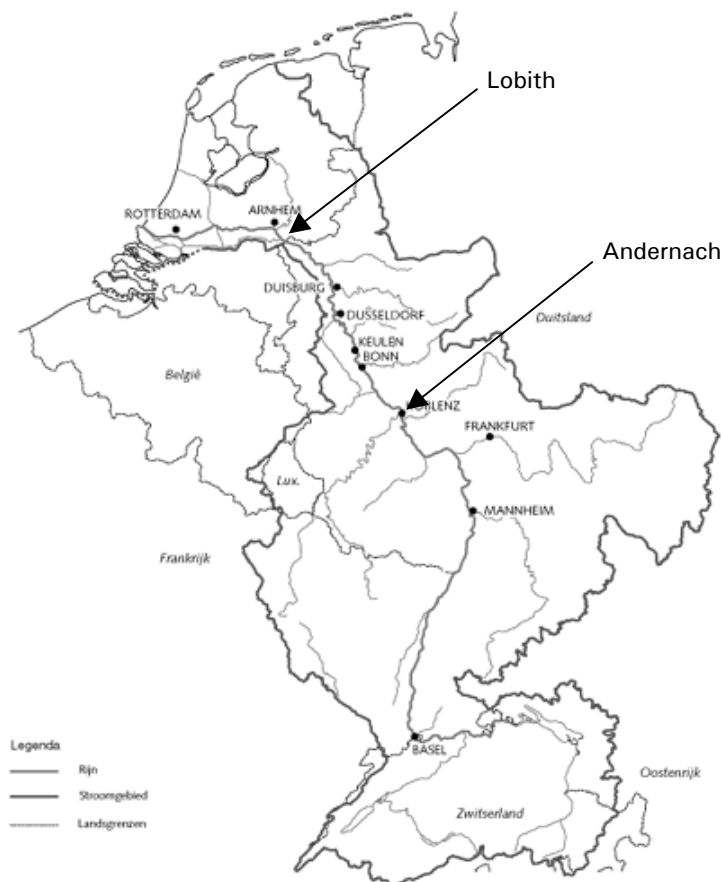 Lobith
ROTTERDAM
ARNHEM
Andernach
DUISBURG
DUSSELDORF
Duitsland
KEULEN
BONN
België
KOBLENZ
FRANKFURT
Lux.
MANNHEIM
Frankrijk
BASEL
Legenda
Rijn
Stroomgebied
Landsgrenzen
Oostenrijk
Zwitserland